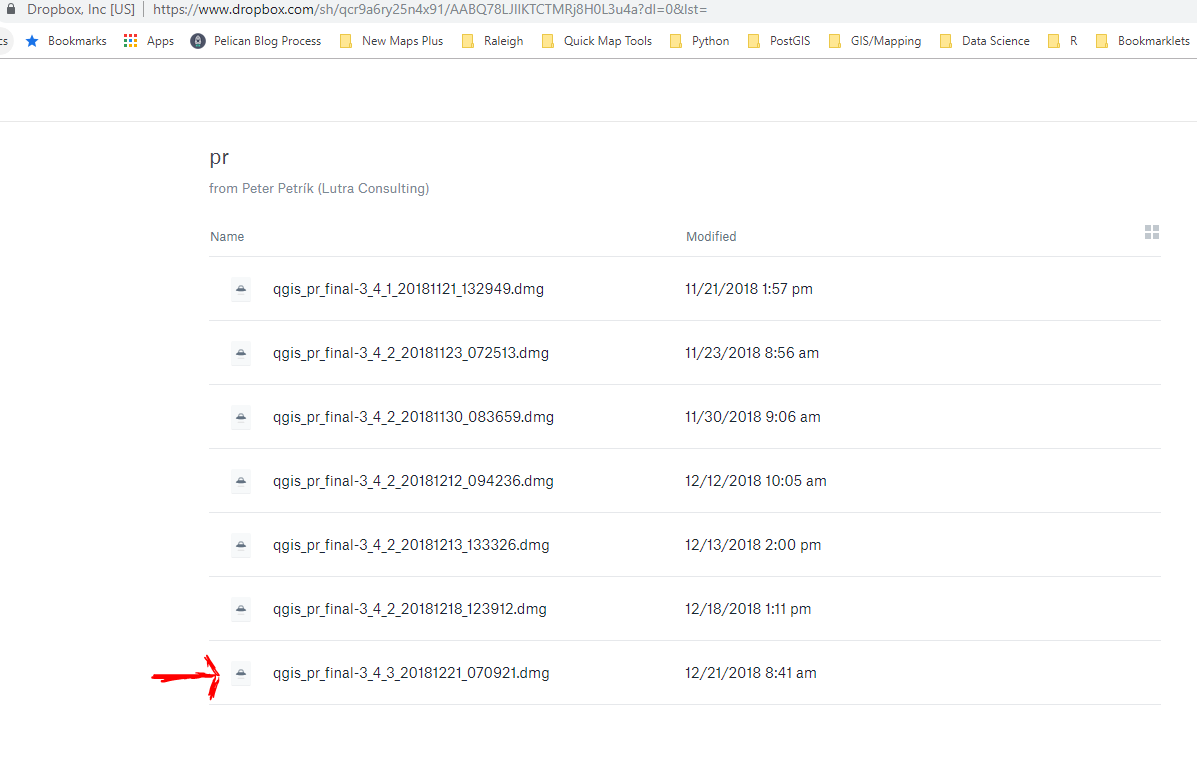 Dropbox, Inc [US] | https://www.dropbox.com/sh/qcr9a6ry25n4x91/AABQ78LJIlKTCTMRj8H0L3u4a?dl=0&lst=
cs Bookmarks Apps Pelican Blog Process New Maps Plus Raleigh Quick Map Tools Python PostGIS GIS/Mapping Data Science R Bookmarklets
pr
from Peter Petrík (Lutra Consulting)
Name Modified
qgis_pr_final-3_4_1_20181121_132949.dmg 11/21/2018 1:57 pm
qgis_pr_final-3_4_2_20181123_072513.dmg 11/23/2018 8:56 am
qgis_pr_final-3_4_2_20181130_083659.dmg 11/30/2018 9:06 am
qgis_pr_final-3_4_2_20181212_094236.dmg 12/12/2018 10:05 am
qgis_pr_final-3_4_2_20181213_133326.dmg 12/13/2018 2:00 pm
qgis_pr_final-3_4_2_20181218_123912.dmg 12/18/2018 1:11 pm
qgis_pr_final-3_4_3_20181221_070921.dmg 12/21/2018 8:41 am